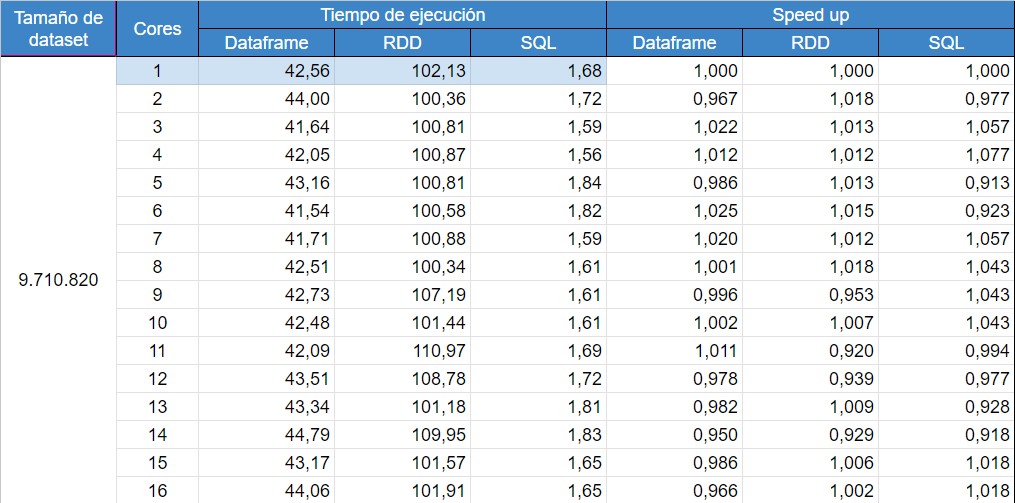 Tamaño de dataset Cores Tiempo de ejecución Speed up
Dataframe RDD SQL Dataframe RDD SQL
1 42,56 102,13 1,68 1,000 1,000 1,000
2 44,00 100,36 1,72 0,967 1,018 0,977
3 41,64 100,81 1,59 1,022 1,013 1,057
4 42,05 100,87 1,56 1,012 1,012 1,077
5 43,16 100,81 1,84 0,986 1,013 0,913
6 41,54 100,58 1,82 1,025 1,015 0,923
7 41,71 100,88 1,59 1,020 1,012 1,057
8 42,51 100,34 1,61 1,001 1,018 1,043
9.710.820
9 42,73 107,19 1,61 0,996 0,953 1,043
10 42,48 101,44 1,61 1,002 1,007 1,043
11 42,09 110,97 1,69 1,011 0,920 0,994
12 43,51 108,78 1,72 0,978 0,939 0,977
13 43,34 101,18 1,81 0,982 1,009 0,928
14 44,79 109,95 1,83 0,950 0,929 0,918
15 43,17 101,57 1,65 0,986 1,006 1,018
16 44,06 101,91 1,65 0,966 1,002 1,018